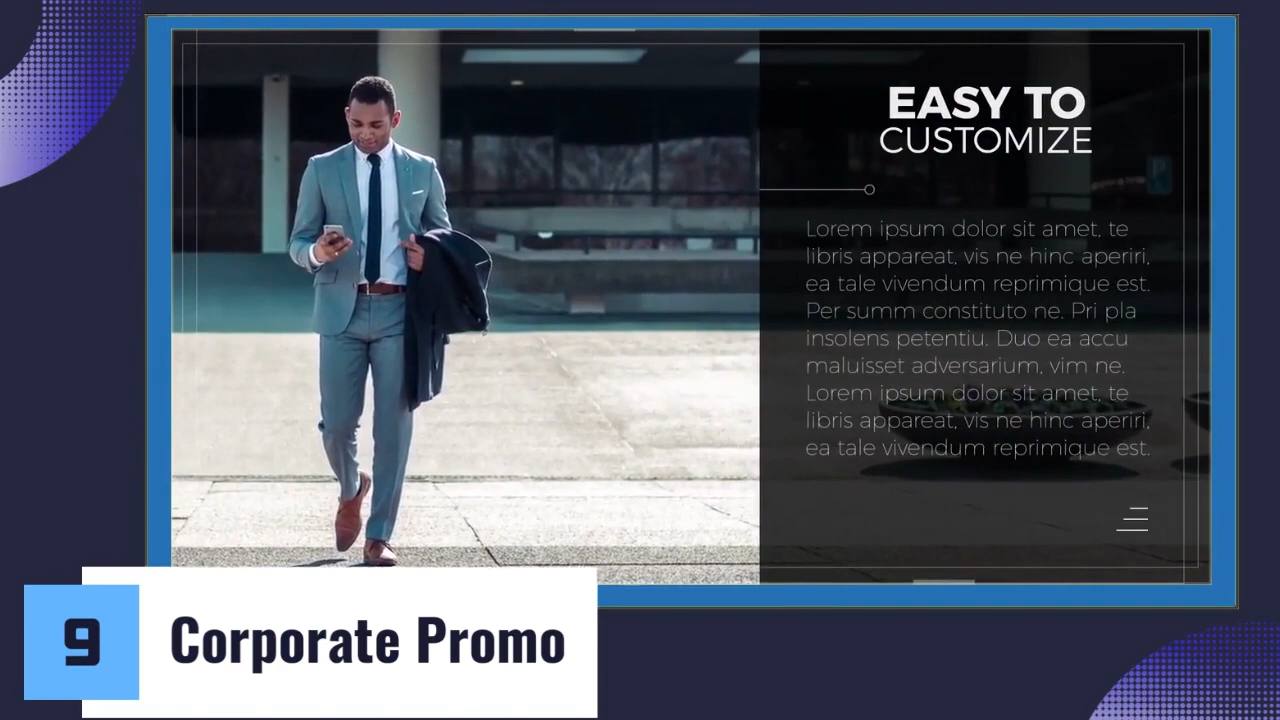 EASY TO
CUSTOMIZE
Lorem ipsum dolor sit amet, te
libris appareat, vis ne hinc aperiri,
ea tale vivendum reprimique est.
Per summ constituto ne. Pri pla
insolens petentiu. Duo ea accu
maluisset adversarium, vim ne.
Lorem ipsum dolor sit amet, te
libris appareat, vis ne hinc aperiri,
ea tale vivendum reprimique est.
9
Corporate Promo